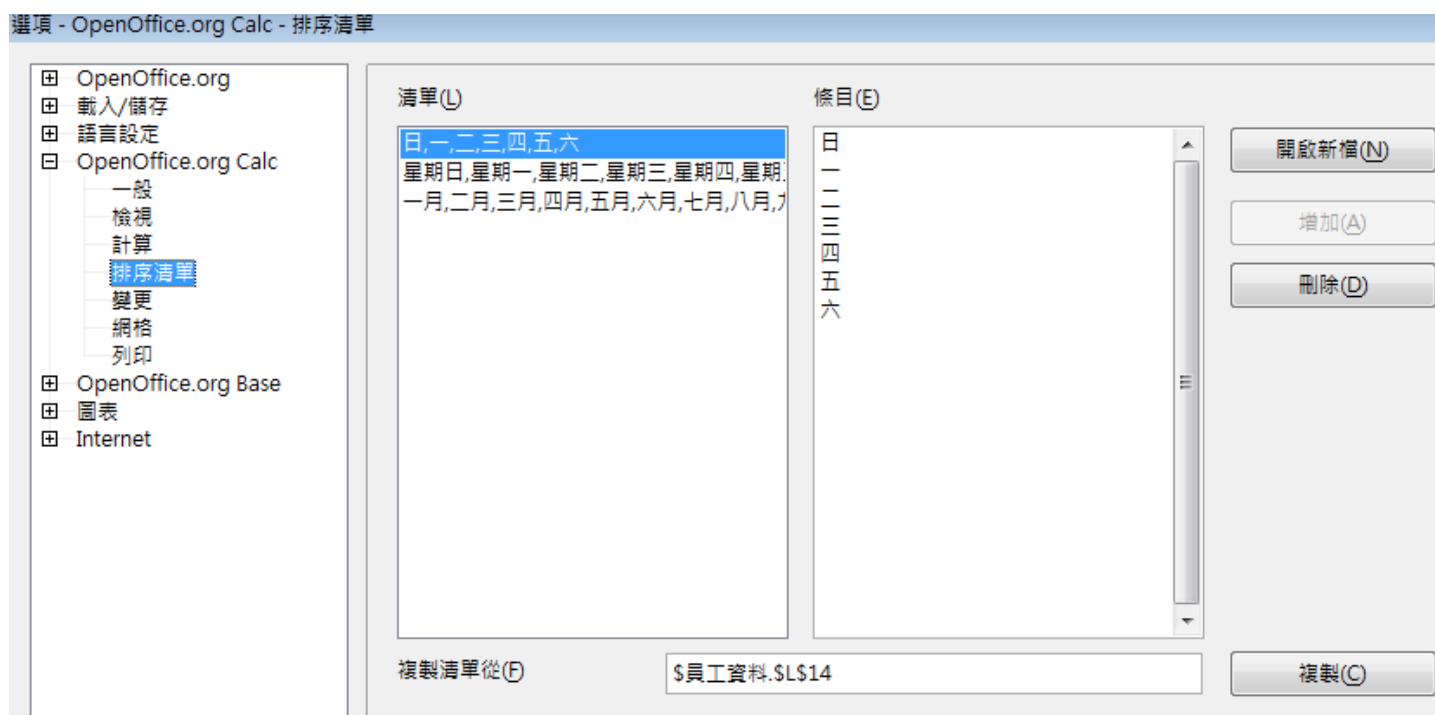 選項 - OpenOffice.org Calc - 排序清單
OpenOffice.org
載入/儲存
語言設定
OpenOffice.org Calc
一般
檢視
計算
排序清單
變更
網格
列印
OpenOffice.org Base
圖表
Internet
清單(L)
日,一,二,三,四,五,六
星期日,星期一,星期二,星期三,星期四,星期
一月,二月,三月,四月,五月,六月,七月,八月,
條目(E)
日
一
二
三
四
五
六
開啟新檔(N)
增加(A)
刪除(D)
複製清單從(F)
$員工資料.$L$14
複製(C)